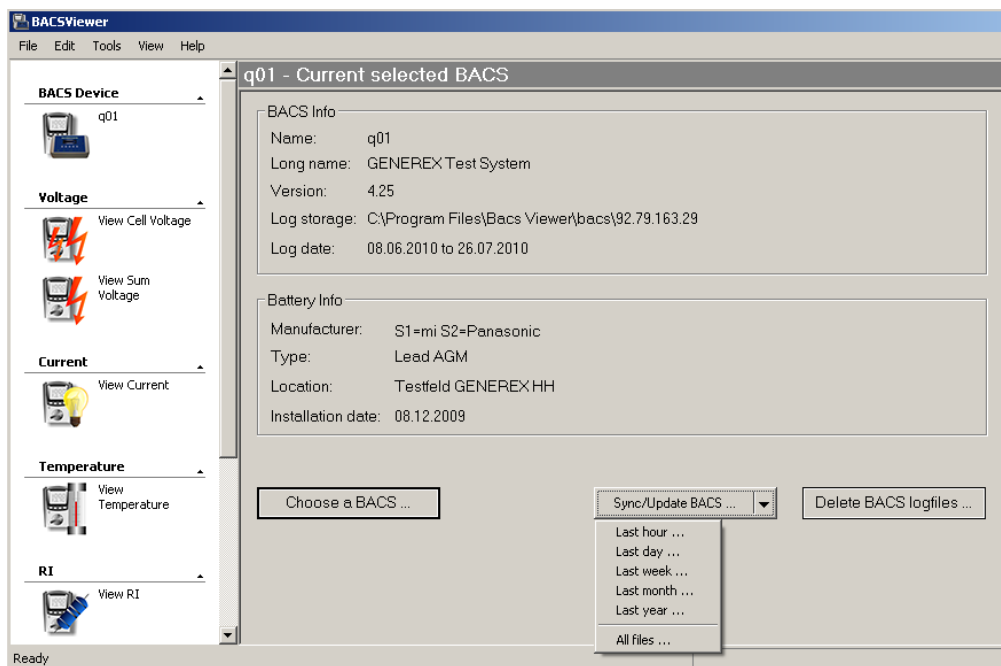 BACSViewer
File Edit Tools View Help
BACS Device
q01
Voltage
View Cell Voltage
View Sum
Voltage
Current
View Current
Temperature
View
Temperature
RI
View RI
q01 - Current selected BACS
BACS Info
Name: q01
Long name: GENEREX Test System
Version: 4.25
Log storage: C:\Program Files\Bacs Viewer\bacs\92.79.163.29
Log date: 08.06.2010 to 26.07.2010
Battery Info
Manufacturer: S1=mi S2=Panasonic
Type: Lead AGM
Location: Testfeld GENEREX HH
Installation date: 08.12.2009
Choose a BACS ... Sync/Update BACS ... Delete BACS logfiles ...
Last hour ...
Last day ...
Last week ...
Last month ...
Last year ...
All files ...
Ready